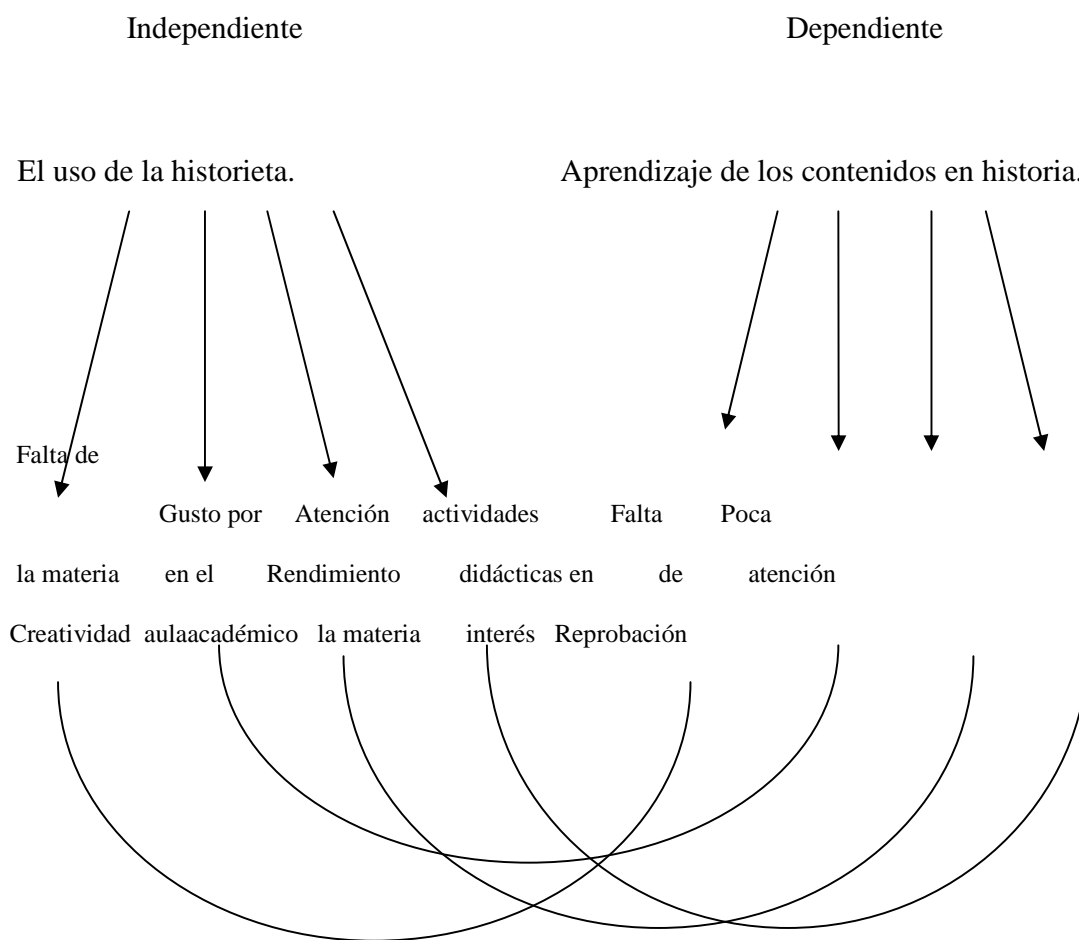 Independiente Dependiente
El uso de la historieta. Aprendizaje de los contenidos en historia.
Falta de
Gusto por Atención actividades Falta Poca
la materia en el Rendimiento didácticas en de atención
Creatividad aulaacadémico la materia interés Reprobación